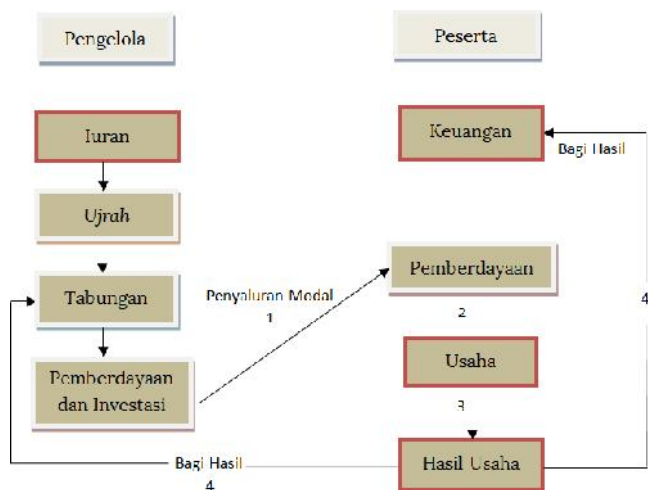 Pengelola
Peserta
Iuran
Keuangan
Bagi Hasil
Ujrah
Pemberdayaan
Tabungan
Penyaluran Modal
1
2
4
Usaha
Pemberdayaan
dan Investasi
3
Bagi Hasil
4
Hasil Usaha